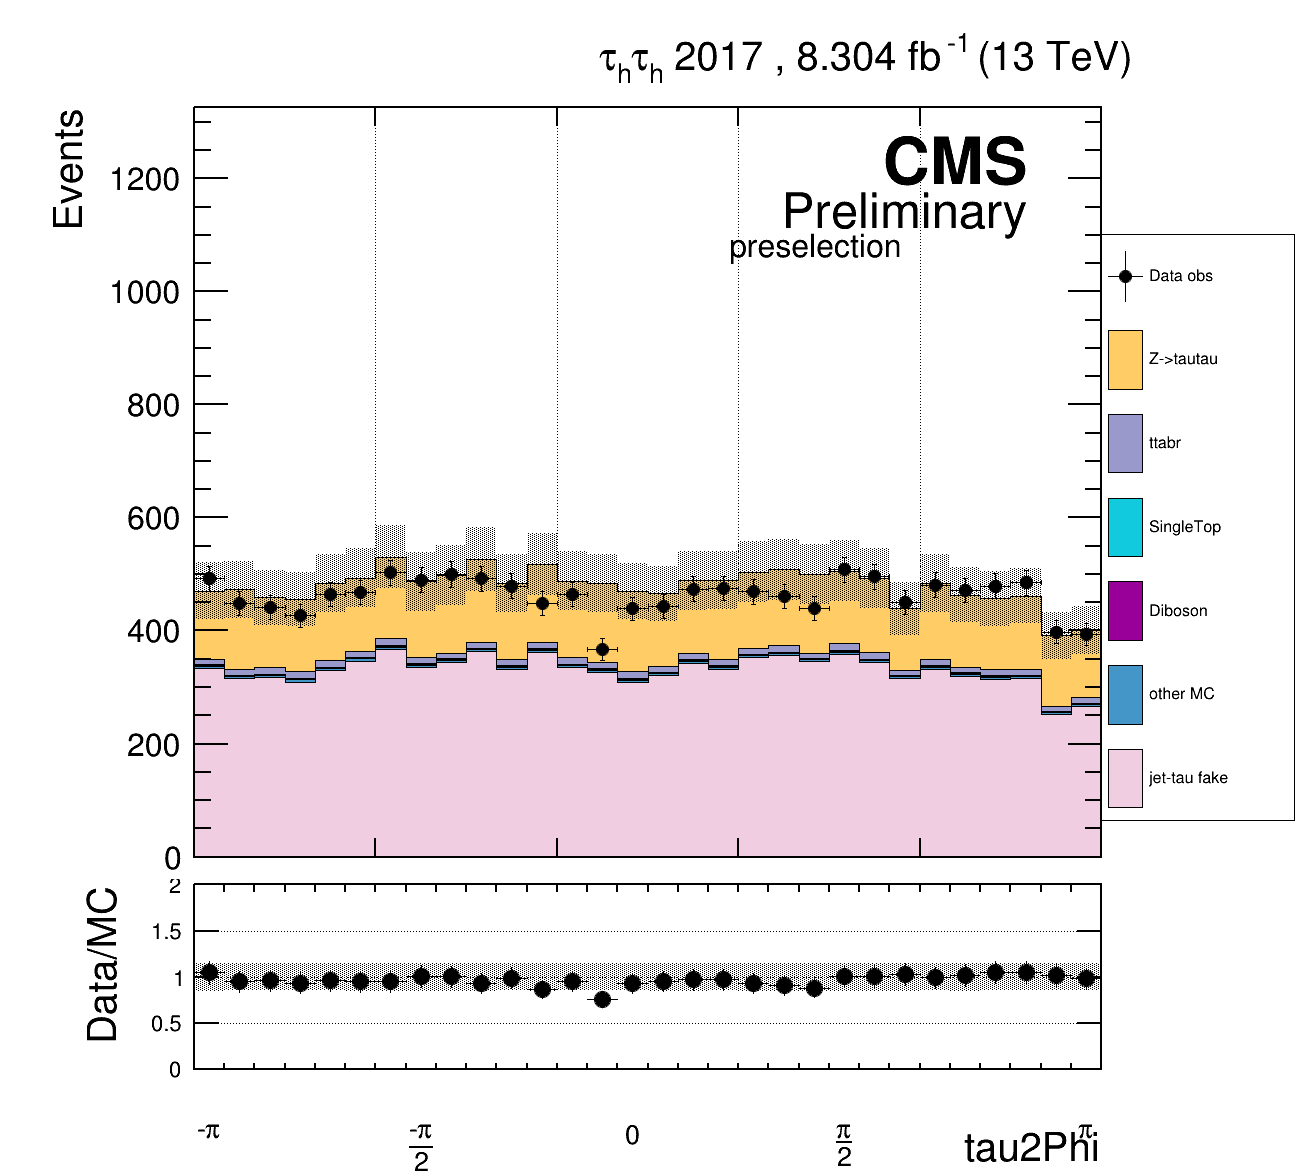 τhτh 2017 , 8.304 fb-1 (13 TeV)
Events
CMS
Preliminary
preselection
1200
1000
800
600
400
200
0
Data obs
Z->tautau
ttabr
SingleTop
Diboson
other MC
jet-tau fake
Data/MC
2
1.5
1
0.5
0
-π
-π/2
0
π/2
π
tau2Phi